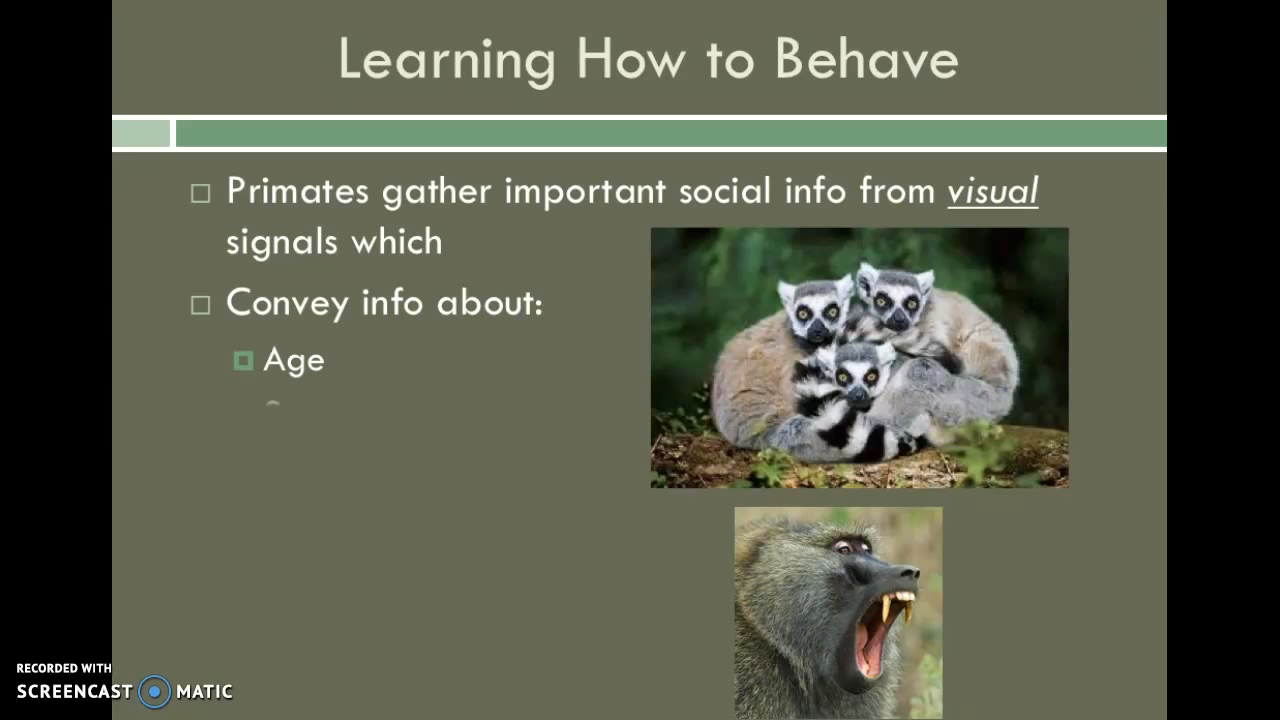 Learning How to Behave
Primates gather important social info from visual
signals which
Convey info about:
Age
RECORDED WITH
SCREENCAST MATIC